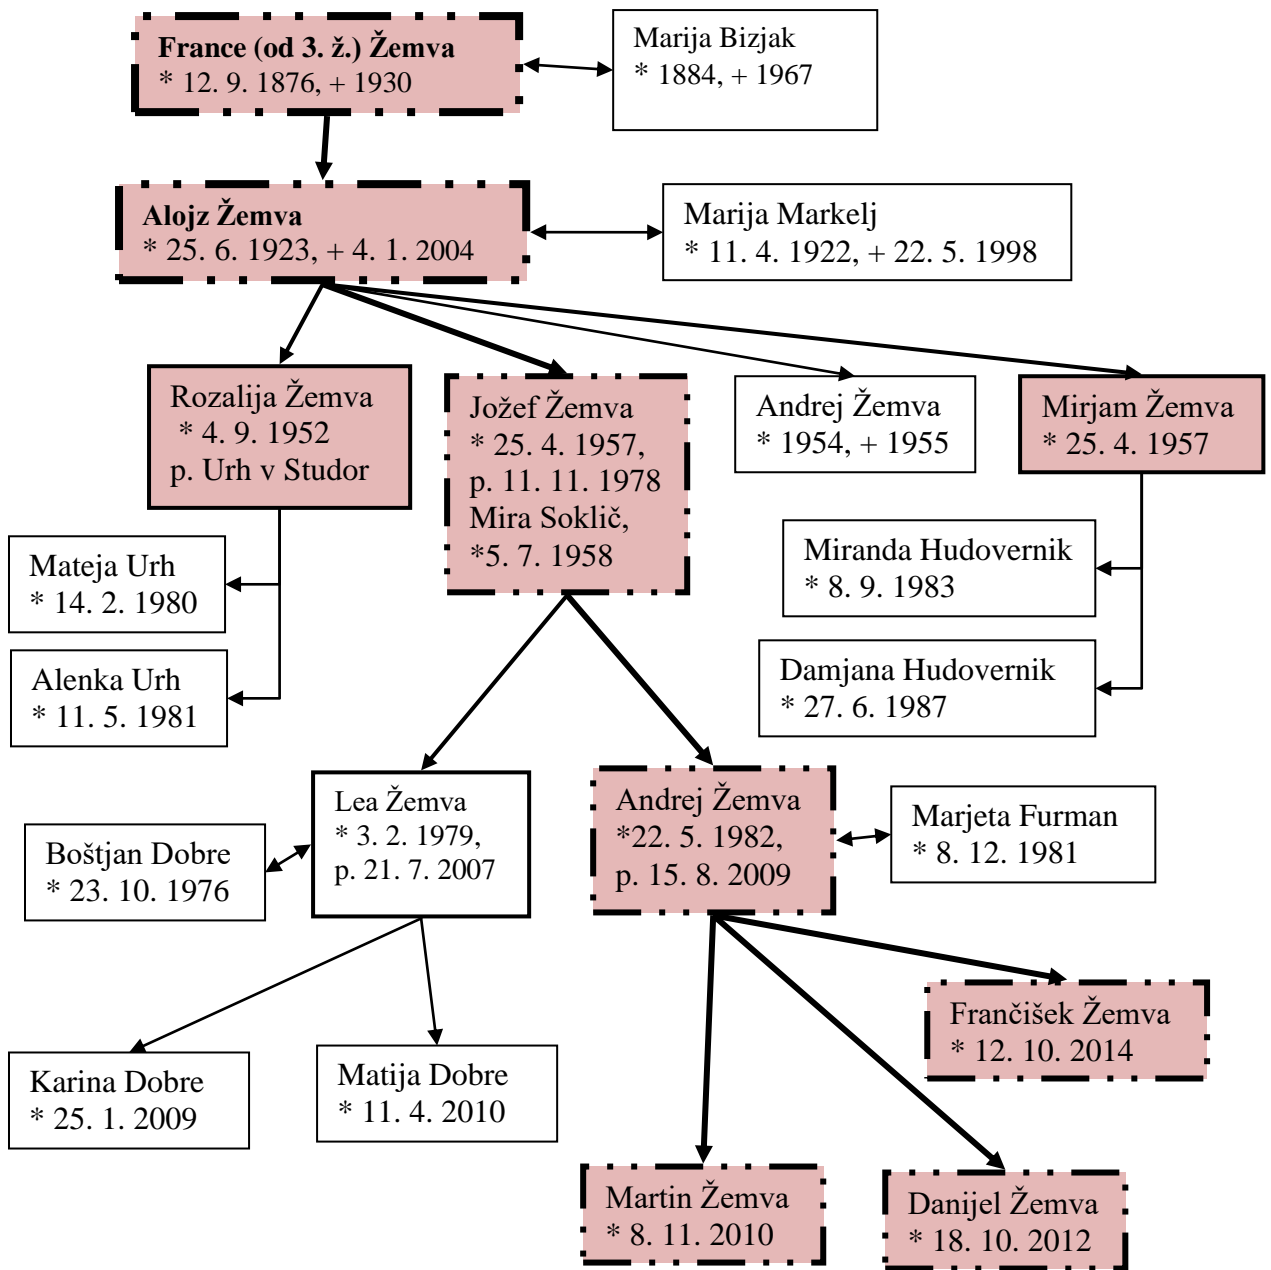 France (od 3. ž.) Žemva
* 12. 9. 1876, + 1930
Marija Bizjak
* 1884, + 1967
Alojz Žemva
* 25. 6. 1923, + 4. 1. 2004
Marija Markelj
* 11. 4. 1922, + 22. 5. 1998
Rozalija Žemva
* 4. 9. 1952
p. Urh v Studor
Jožef Žemva
* 25. 4. 1957,
p. 11. 11. 1978
Mira Soklič,
*5. 7. 1958
Andrej Žemva
* 1954, + 1955
Mirjam Žemva
* 25. 4. 1957
Mateja Urh
* 14. 2. 1980
Alenka Urh
* 11. 5. 1981
Miranda Hudovernik
* 8. 9. 1983
Damjana Hudovernik
* 27. 6. 1987
Boštjan Dobre
* 23. 10. 1976
Lea Žemva
* 3. 2. 1979,
p. 21. 7. 2007
Andrej Žemva
*22. 5. 1982,
p. 15. 8. 2009
Marjeta Furman
* 8. 12. 1981
Karina Dobre
* 25. 1. 2009
Matija Dobre
* 11. 4. 2010
Frančišek Žemva
* 12. 10. 2014
Martin Žemva
* 8. 11. 2010
Danijel Žemva
* 18. 10. 2012